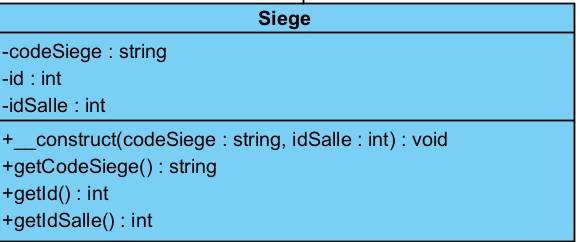 Siege
-codeSiege : string
-id : int
-idSalle : int
+__construct(codeSiege : string, idSalle : int) : void
+getCodeSiege() : string
+getId() : int
+getIdSalle() : int